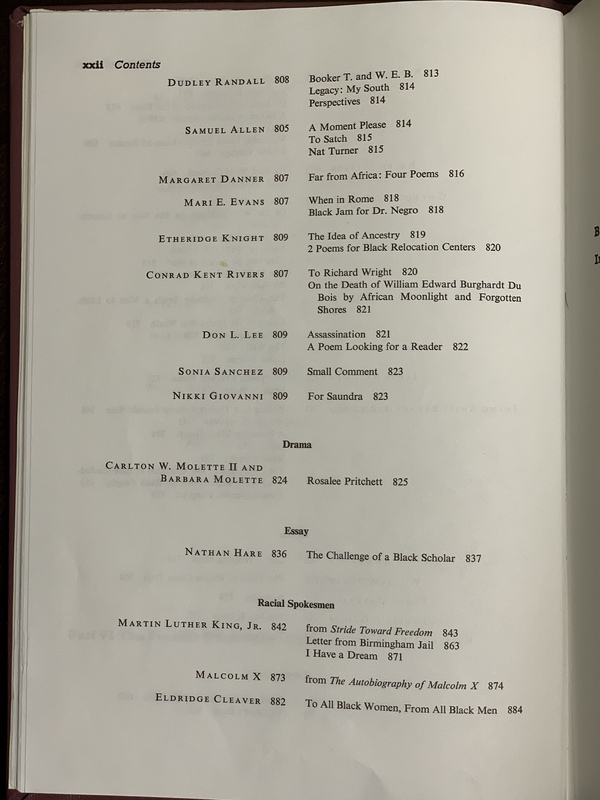 xxii Contents
DUDLEY RANDALL 808 Booker T. and W. E. B. 813
Legacy: My South 814
Perspectives 814
SAMUEL ALLEN 805 A Moment Please 814
To Satch 815
Nat Turner 815
MARGARET DANNER 807 Far from Africa: Four Poems 816
MARI E. EVANS 807 When in Rome 818
Black Jam for Dr. Negro 818
ETHERIDGE KNIGHT 809 The Idea of Ancestry 819
2 Poems for Black Relocation Centers 820
CONRAD KENT RIVERS 807 To Richard Wright 820
On the Death of William Edward Burghardt Du
Bois by African Moonlight and Forgotten
Shores 821
DON L. LEE 809 Assassination 821
A Poem Looking for a Reader 822
SONIA SANCHEZ 809 Small Comment 823
NIKKI GIOVANNI 809 For Saundra 823
Drama
CARLTON W. MOLETTE II AND
BARBARA MOLETTE 824 Rosalee Pritchett 825
Essay
NATHAN HARE 836 The Challenge of a Black Scholar 837
Racial Spokesmen
MARTIN LUTHER KING, JR. 842 from Stride Toward Freedom 843
Letter from Birmingham Jail 863
I Have a Dream 871
MALCOLM X 873 from The Autobiography of Malcolm X 874
ELDRIDGE CLEAVER 882 To All Black Women, From All Black Men 884